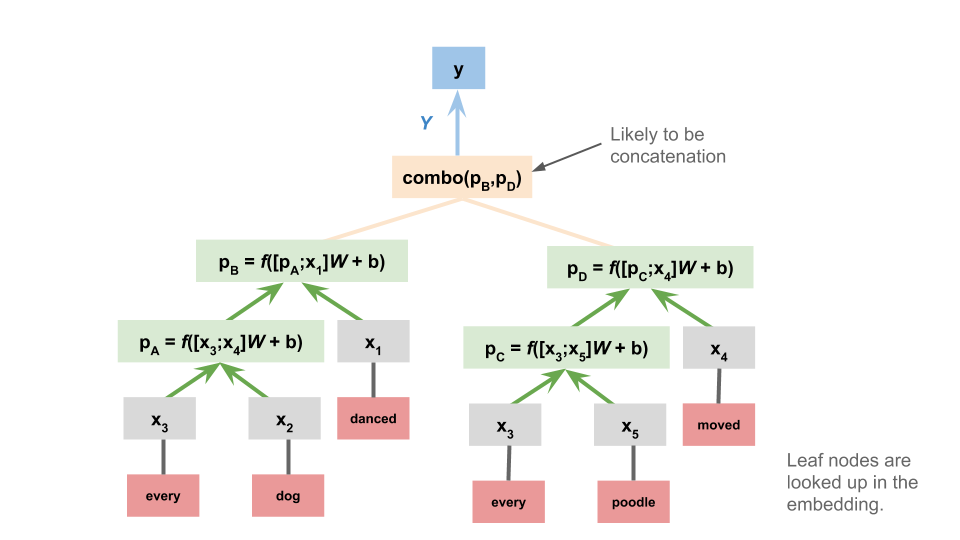 y
Y
Likely to be
concatenation
combo(p_B,p_D)
p_B = f([p_A;x_1]W + b)
p_D = f([p_C;x_4]W + b)
p_A = f([x_3;x_4]W + b)
x_1
p_C = f([x_3;x_5]W + b)
x_4
x_3
x_2
danced
x_3
x_5
moved
every
dog
every
poodle
Leaf nodes are
looked up in the
embedding.